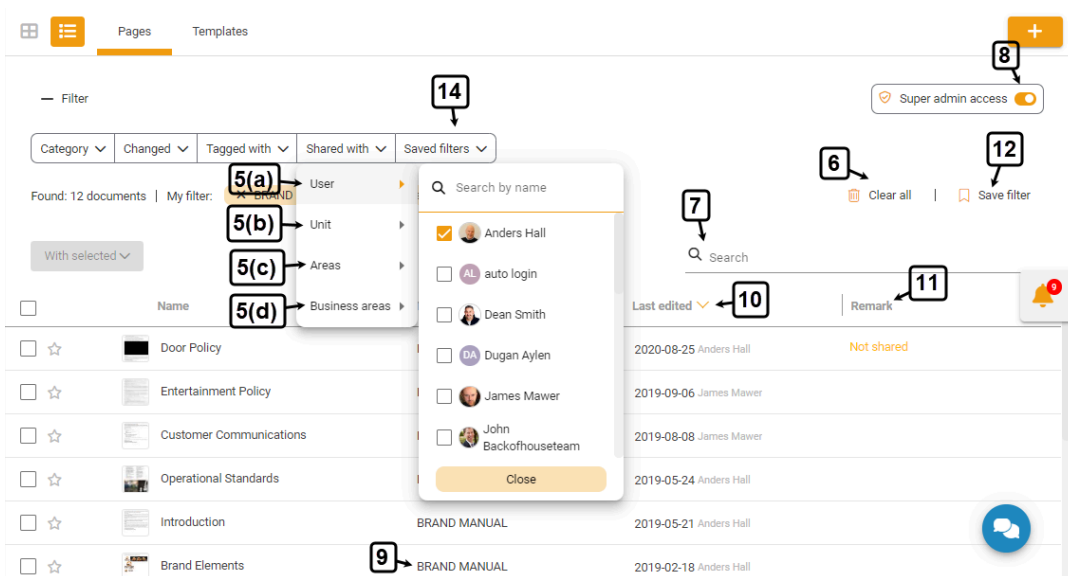 Pages Templates
+
8
— Filter
14
Super admin access
Category Changed Tagged with Shared with Saved filters
12
6
5(a) User
Search by name
Found: 12 documents | My filter: × BRAND
Clear all | Save filter
7
5(b) Unit
Anders Hall
With selected
Search
5(c) Areas
AL auto login
11
9
10
5(d) Business areas
Dean Smith
Name
Last edited
Remark
Door Policy
DA Dugan Aylen
2020-08-25 Anders Hall
Not shared
Entertainment Policy
James Mawer
2019-09-06 James Mawer
Customer Communications
John
Backofhouseteam
2019-08-08 James Mawer
Operational Standards
Close
2019-05-24 Anders Hall
Introduction
BRAND MANUAL
2019-05-21 Anders Hall
9
Brand Elements
BRAND MANUAL
2019-02-18 Anders Hall